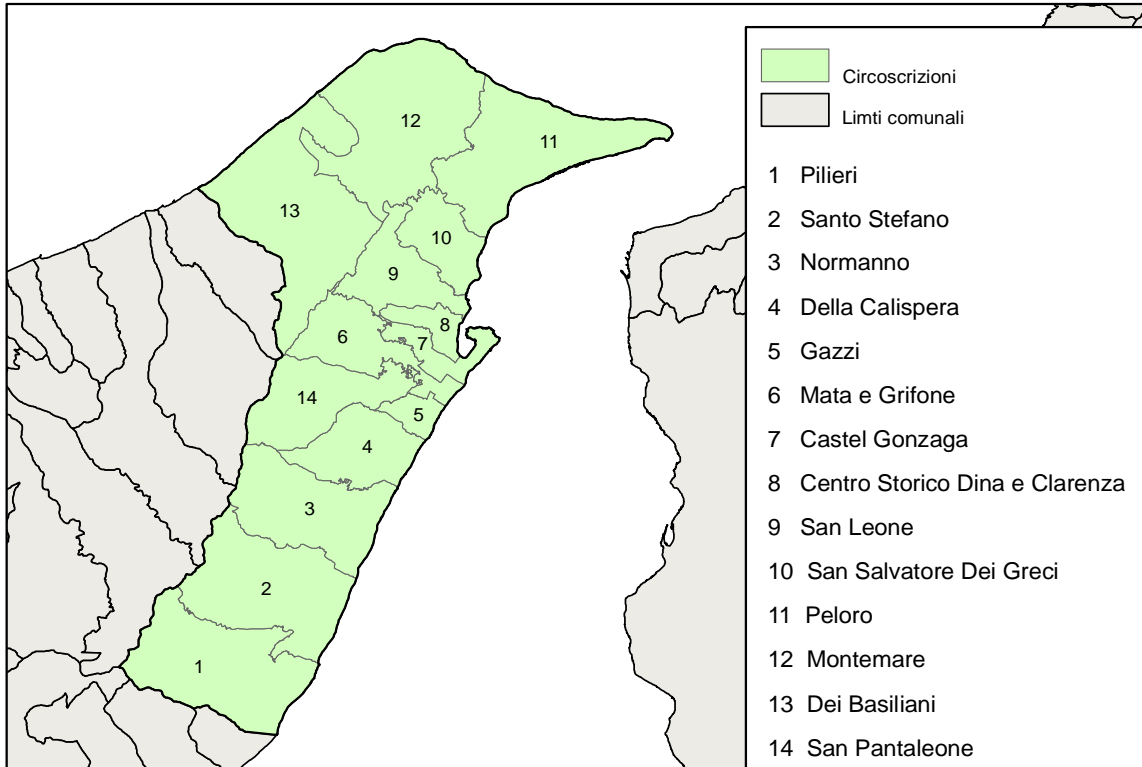 Circoscrizioni
Limti comunali
1 Pilieri
2 Santo Stefano
3 Normanno
4 Della Calispera
5 Gazzi
6 Mata e Grifone
7 Castel Gonzaga
8 Centro Storico Dina e Clarenza
9 San Leone
10 San Salvatore Dei Greci
11 Peloro
12 Montemare
13 Dei Basiliani
14 San Pantaleone
12
11
13
10
9
8
6
7
14
5
4
3
2
1